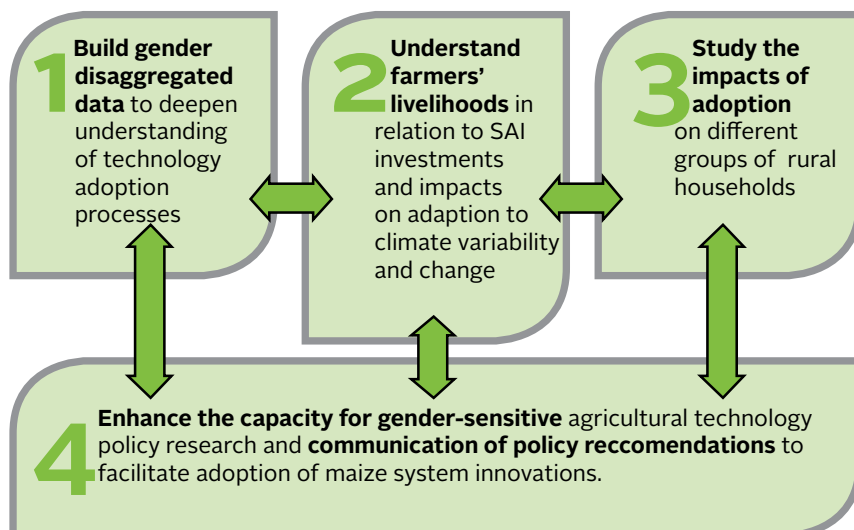 1
Build gender
disaggregated
data to deepen
understanding
of technology
adoption
processes
2
Understand
farmers'
livelihoods in
relation to SAI
investments
and impacts
on adaption to
climate variability
and change
3
Study the
impacts of
adoption
on different
groups of rural
households
4
Enhance the capacity for gender-sensitive agricultural technology
policy research and communication of policy reccomendations to
facilitate adoption of maize system innovations.